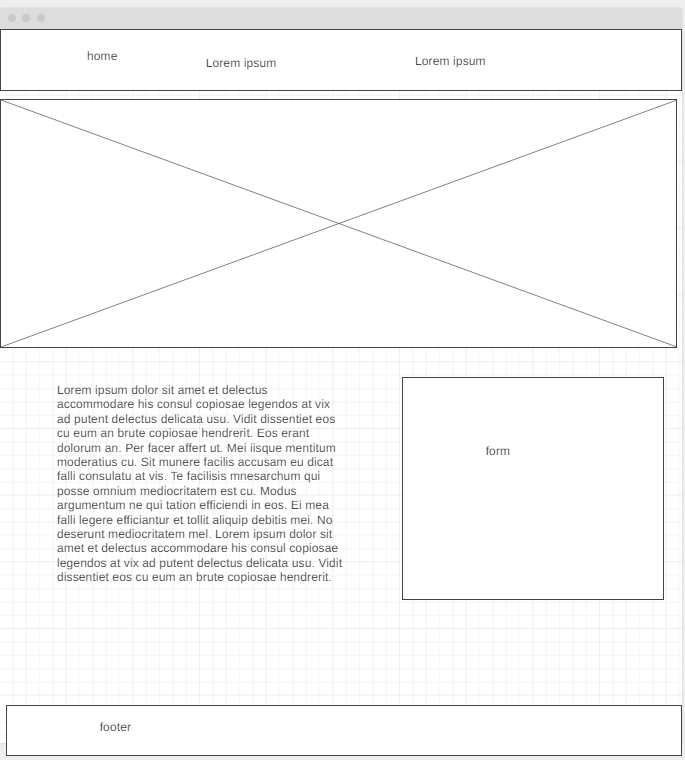 home
Lorem ipsum
Lorem ipsum
Lorem ipsum dolor sit amet et delectus
accommodare his consul copiosae legendos at vix
ad putent delectus delicata usu. Vidit dissentiet eos
cu eum an brute copiosae hendrerit. Eos erant
dolorum an. Per facer affert ut. Mei iisque mentitum
moderatius cu. Sit munere facilis accusam eu dicat
falli consulatu at vis. Te facilisis mnesarchum qui
posse omnium mediocritatem est cu. Modus
argumentum ne qui tation efficiendi in eos. Ei mea
falli legere efficiantur et tollit aliquip debitis mei. No
deserunt mediocritatem mel. Lorem ipsum dolor sit
amet et delectus accommodare his consul copiosae
legendos at vix ad putent delectus delicata usu. Vidit
dissentiet eos cu eum an brute copiosae hendrerit.
form
footer